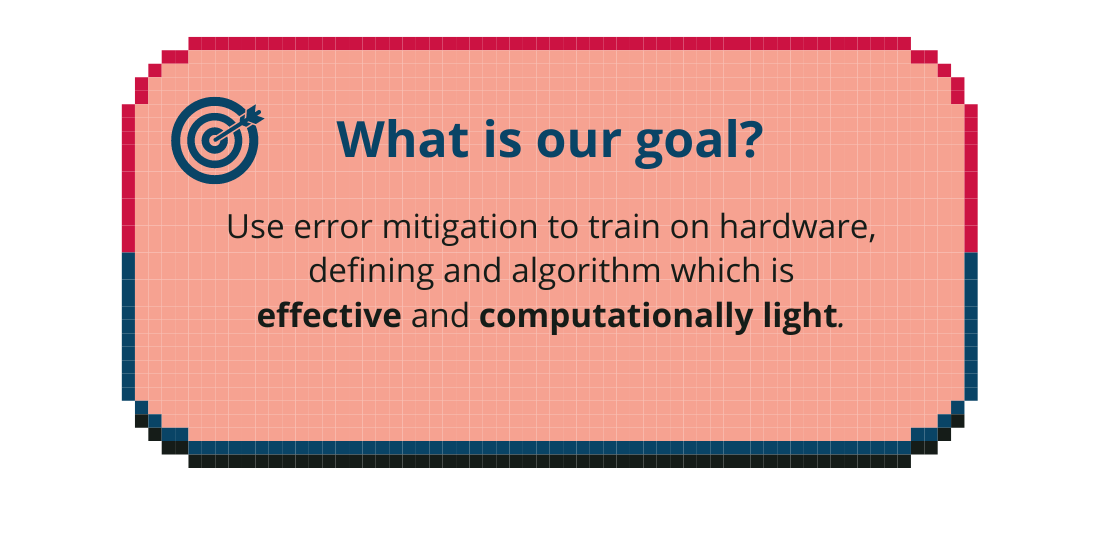 What is our goal?
Use error mitigation to train on hardware,
defining and algorithm which is
effective and computationally light.